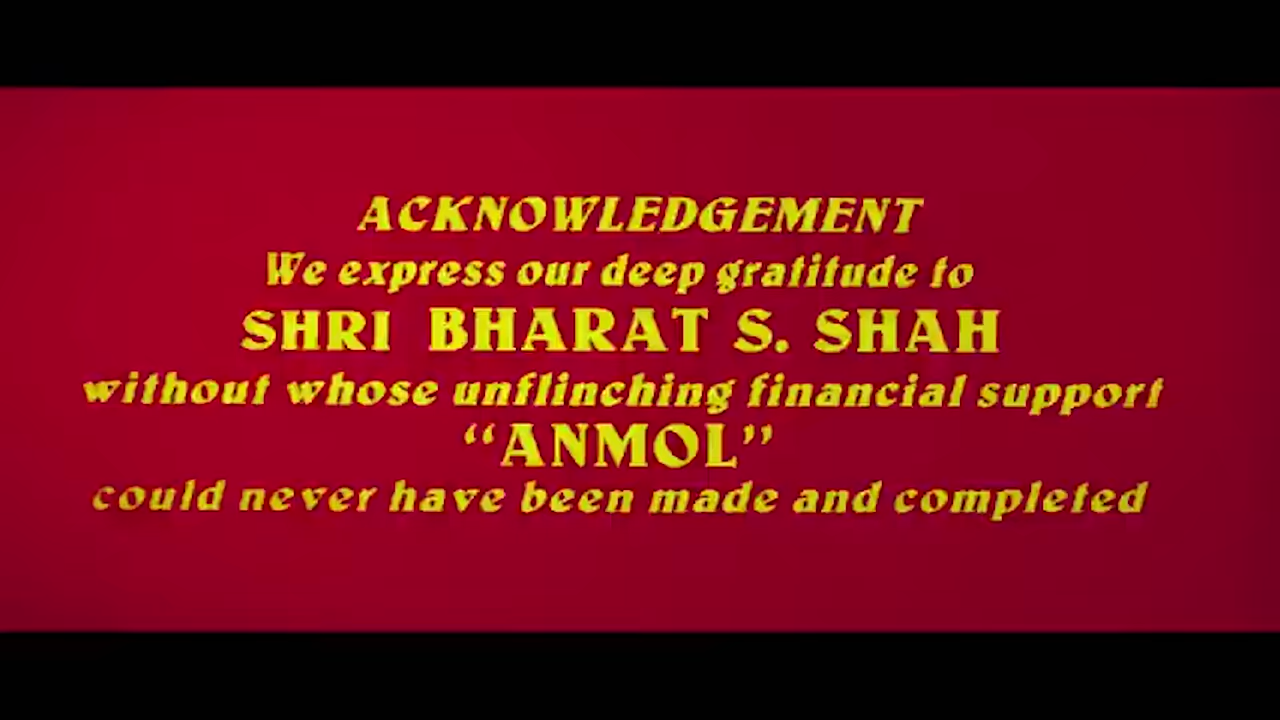 ACKNOWLEDGEMENT
We express our deep gratitude to
SHRI BHARAT S. SHAH
without whose unflinching financial support
“ANMOL”
could never have been made and completed